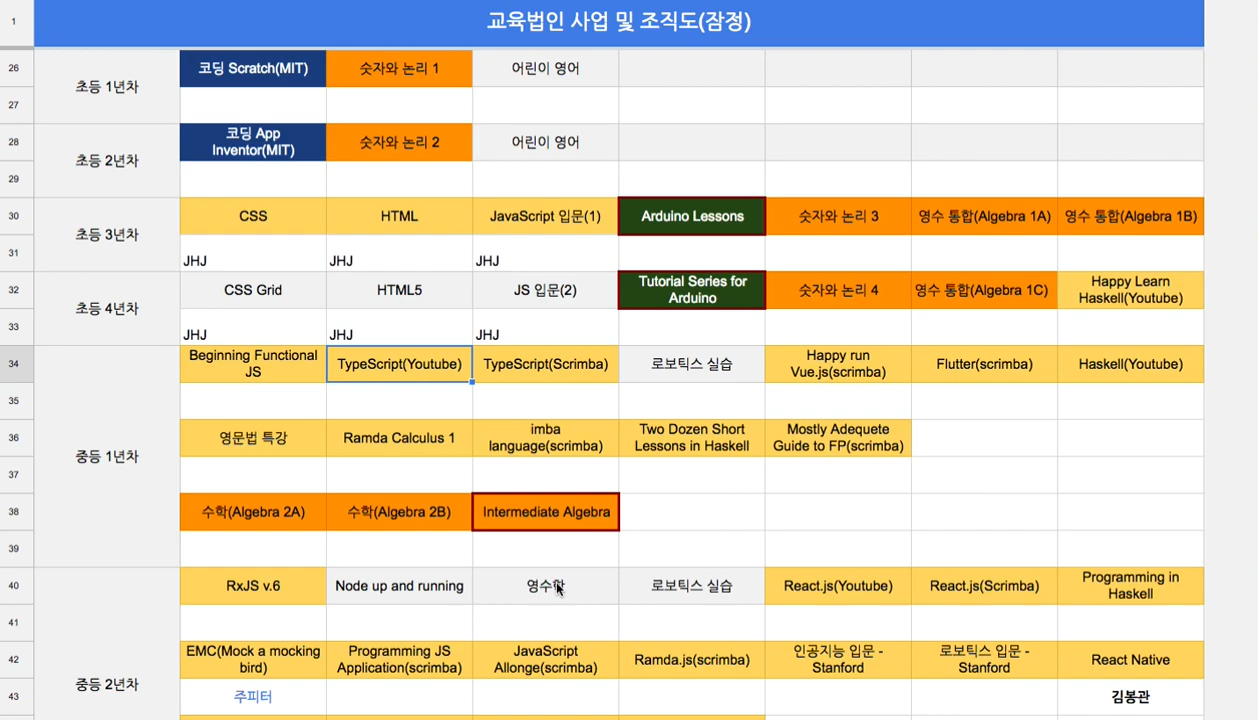 1
교육법인 사업 및 조직도(잠정)
26
초등 1년차
코딩 Scratch(MIT)
숫자와 논리 1
어린이 영어
27
28
초등 2년차
코딩 App
Inventor(MIT)
숫자와 논리 2
어린이 영어
29
30
초등 3년차
CSS
HTML
JavaScript 입문(1)
Arduino Lessons
숫자와 논리 3
영수 통합(Algebra 1A)
영수 통합(Algebra 1B)
31
JHJ
JHJ
JHJ
32
초등 4년차
CSS Grid
HTML5
JS 입문(2)
Tutorial Series for
Arduino
숫자와 논리 4
영수 통합(Algebra 1C)
Happy Learn
Haskell(Youtube)
33
JHJ
JHJ
JHJ
34
Beginning Functional
JS
TypeScript(Youtube)
TypeScript(Scrimba)
로보틱스 실습
Happy run
Vue.js(scrimba)
Flutter(scrimba)
Haskell(Youtube)
35
36
중등 1년차
영문법 특강
Ramda Calculus 1
imba
language(scrimba)
Two Dozen Short
Lessons in Haskell
Mostly Adequete
Guide to FP(scrimba)
37
38
수학(Algebra 2A)
수학(Algebra 2B)
Intermediate Algebra
39
40
RxJS v.6
Node up and running
영수학
로보틱스 실습
React.js(Youtube)
React.js(Scrimba)
Programming in
Haskell
41
42
중등 2년차
EMC(Mock a mocking
bird)
Programming JS
Application(scrimba)
JavaScript
Allonge(scrimba)
Ramda.js(scrimba)
인공지능 입문 -
Stanford
로보틱스 입문 -
Stanford
React Native
43
주피터
김봉관